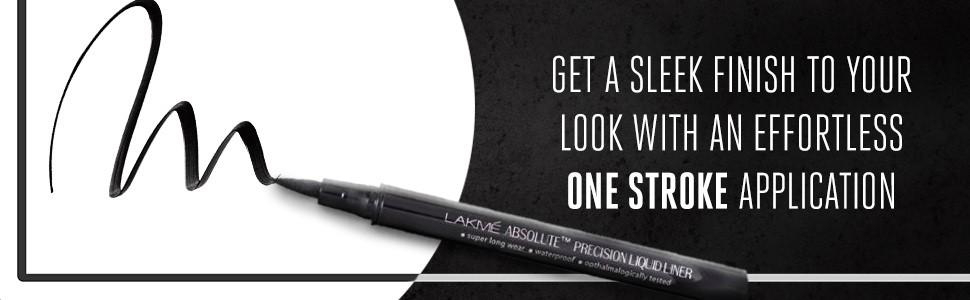 GET A SLEEK FINISH TO YOUR
LOOK WITH AN EFFORTLESS
ONE STROKE APPLICATION
LAKMÉ ABSOLUTE™ PRECISION LIQUID LINER
• super long wear • waterproof • oothalmalogically tested